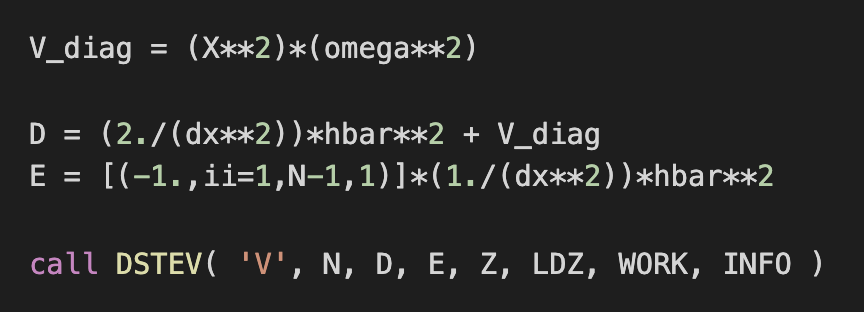 V_diag = (X**2)*(omega**2)
D = (2./(dx**2))*hbar**2 + V_diag
E = [(-1.,ii=1,N-1,1)]*(1./(dx**2))*hbar**2
call DSTEV( 'V', N, D, E, Z, LDZ, WORK, INFO )